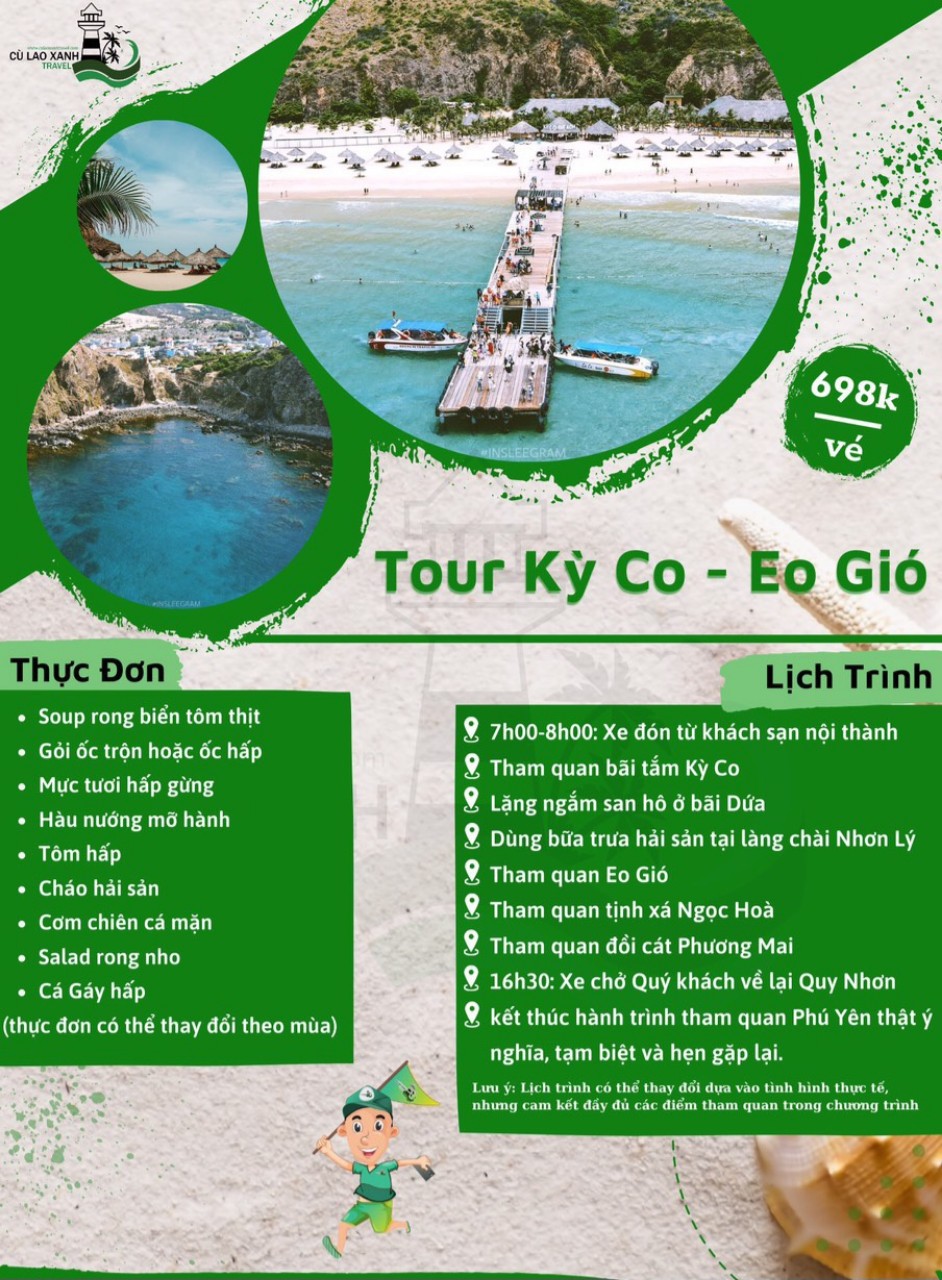 CÙ LAO XANH
TRAVEL
#INSLEEGRAM
#INSLEEGRAM
698k
vé
Tour Kỳ Co - Eo Gió
Thực Đơn
• Soup rong biển tôm thịt
• Gỏi ốc trộn hoặc ốc hấp
• Mực tươi hấp gừng
• Hàu nướng mỡ hành
• Tôm hấp
• Cháo hải sản
• Cơm chiên cá mặn
• Salad rong nho
• Cá Gáy hấp
(thực đơn có thể thay đổi theo mùa)
Lịch Trình
7h00-8h00: Xe đón từ khách sạn nội thành
Tham quan bãi tắm Kỳ Co
Lặng ngắm san hô ở bãi Dứa
Dùng bữa trưa hải sản tại làng chài Nhơn Lý
Tham quan Eo Gió
Tham quan tịnh xá Ngọc Hoà
Tham quan đồi cát Phương Mai
16h30: Xe chở Quý khách về lại Quy Nhơn
kết thúc hành trình tham quan Phú Yên thật ý
nghĩa, tạm biệt và hẹn gặp lại.
Lưu ý: Lịch trình có thể thay đổi dựa vào tình hình thực tế,
nhưng cam kết đầy đủ các điểm tham quan trong chương trình